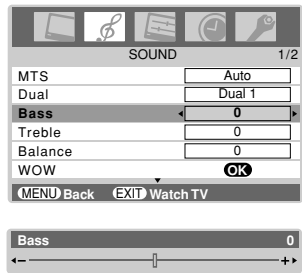 SOUND 1/2
MTS Auto
Dual Dual 1
Bass 0
Treble 0
Balance 0
WOW OK
MENU Back EXIT Watch TV
Bass 0
- +